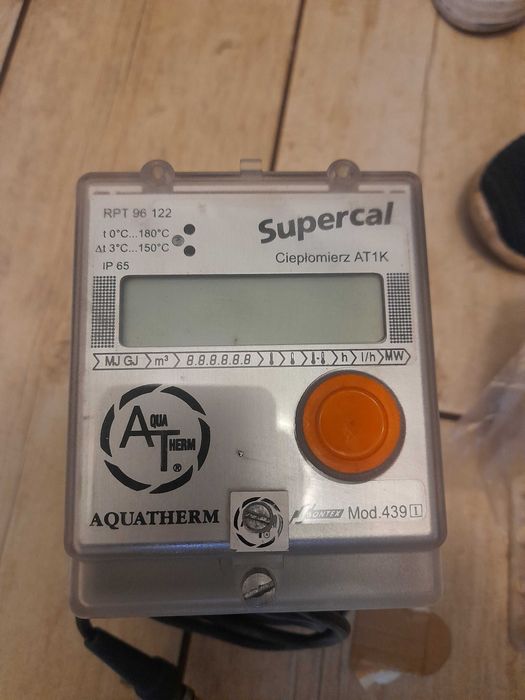 RPT 96 122
Supercal
t 0°C...180°C
Δt 3°C...150°C
Ciepłomierz AT1K
IP 65
MJ GJ m³ 8.8.8.8.8.8 h l/h MW
AQUA
THERM
®
AQUATHERM
SONTEX Mod.439 L